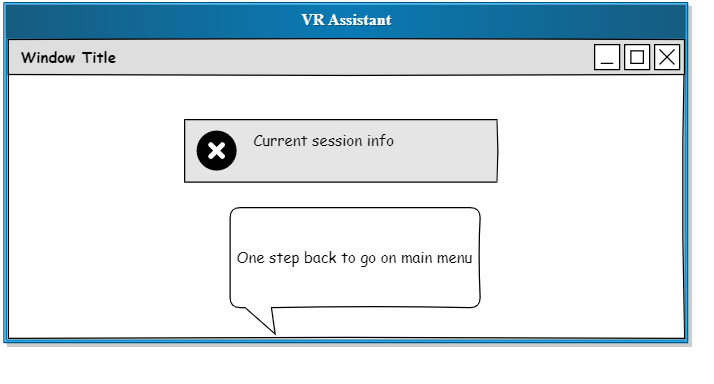 VR Assistant
Window Title
Current session info
One step back to go on main menu